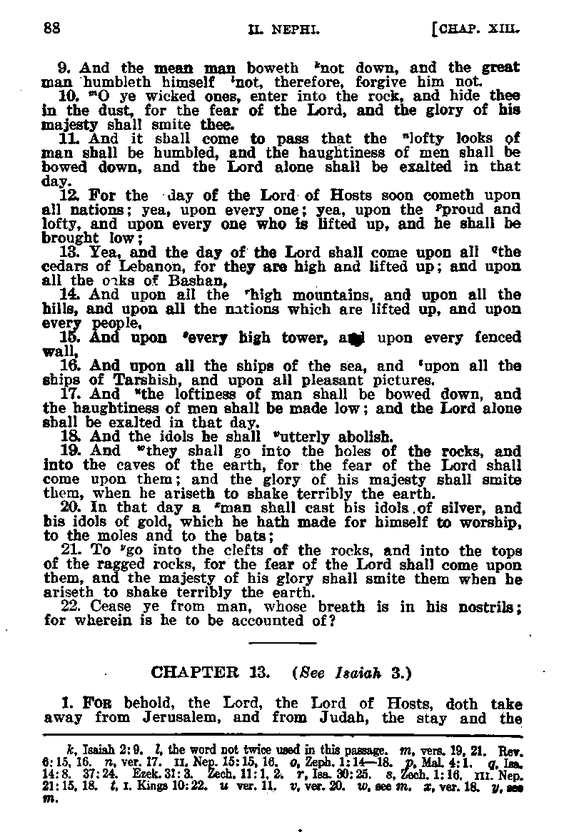 88 II. NEPHI. [CHAP. XIII.
9. And the mean man boweth ᵏnot down, and the great
man humbleth himself ˡnot, therefore, forgive him not.
10. ᵐO ye wicked ones, enter into the rock, and hide thee
in the dust, for the fear of the Lord, and the glory of his
majesty shall smite thee.
11. And it shall come to pass that the ⁿlofty looks of
man shall be humbled, and the haughtiness of men shall be
bowed down, and the Lord alone shall be exalted in that
day.
12. For the day of the Lord of Hosts soon cometh upon
all nations; yea, upon every one; yea, upon the ᵖproud and
lofty, and upon every one who is lifted up, and he shall be
brought low;
13. Yea, and the day of the Lord shall come upon all qthe
cedars of Lebanon, for they are high and lifted up; and upon
all the oaks of Bashan,
14. And upon all the ʳhigh mountains, and upon all the
hills, and upon all the nations which are lifted up, and upon
every people,
15. And upon ˢevery high tower, and upon every fenced
wall,
16. And upon all the ships of the sea, and ᵗupon all the
ships of Tarshish, and upon all pleasant pictures.
17. And ᵘthe loftiness of man shall be bowed down, and
the haughtiness of men shall be made low; and the Lord alone
shall be exalted in that day.
18. And the idols he shall ᵛutterly abolish.
19. And ʷthey shall go into the holes of the rocks, and
into the caves of the earth, for the fear of the Lord shall
come upon them; and the glory of his majesty shall smite
them, when he ariseth to shake terribly the earth.
20. In that day a ˣman shall cast his idols of silver, and
his idols of gold, which he hath made for himself to worship,
to the moles and to the bats;
21. To ʸgo into the clefts of the rocks, and into the tops
of the ragged rocks, for the fear of the Lord shall come upon
them, and the majesty of his glory shall smite them when he
ariseth to shake terribly the earth.
22. Cease ye from man, whose breath is in his nostrils;
for wherein is he to be accounted of?
CHAPTER 13. (See Isaiah 3.)
1. FOR behold, the Lord, the Lord of Hosts, doth take
away from Jerusalem, and from Judah, the stay and the
k, Isaiah 2:9. l, the word not twice used in this passage. m, vers. 19, 21. Rev.
6:15, 16. n, ver. 17. II. Nep. 15:15, 16. o, Zeph. 1:14—18. p, Mal. 4:1. q, Isa.
14:8. 37:24. Ezek. 31:3. Zech. 11:1, 2. r, Isa. 30:25. s, Zech. 1:16. III. Nep.
21:15, 18. t, I. Kings 10:22. u ver. 11. v, ver. 20. w, see m. x, ver. 18. y, see
m.